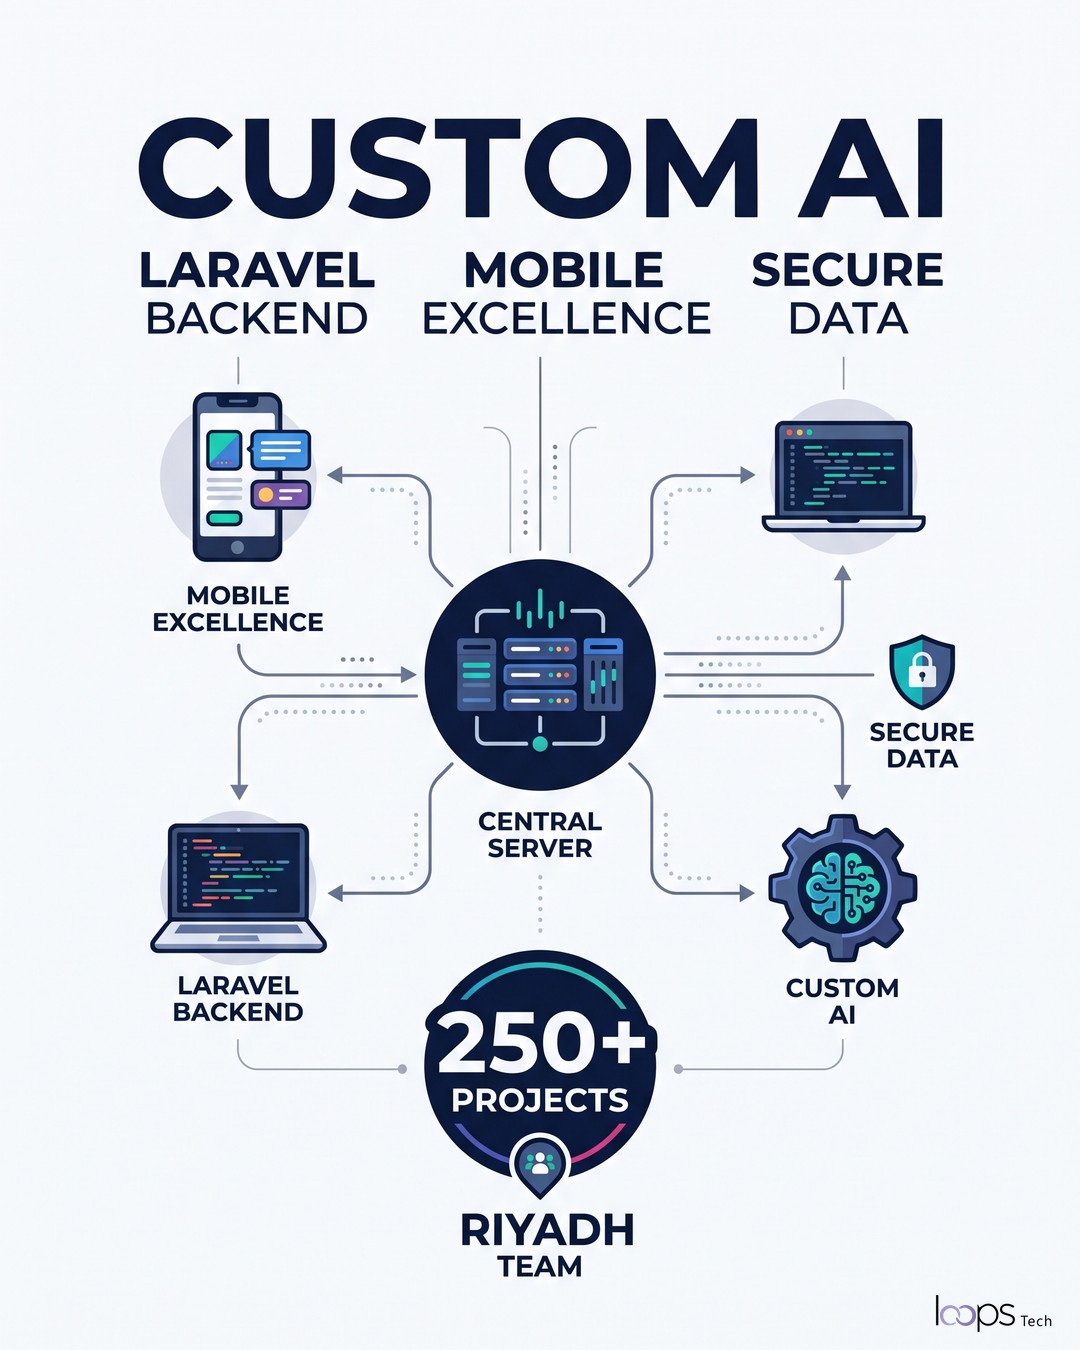 CUSTOM AI
LARAVEL
BACKEND
MOBILE
EXCELLENCE
SECURE
DATA
MOBILE
EXCELLENCE
SECURE
DATA
CENTRAL
SERVER
LARAVEL
BACKEND
CUSTOM
AI
250+
PROJECTS
RIYADH
TEAM
loops Tech